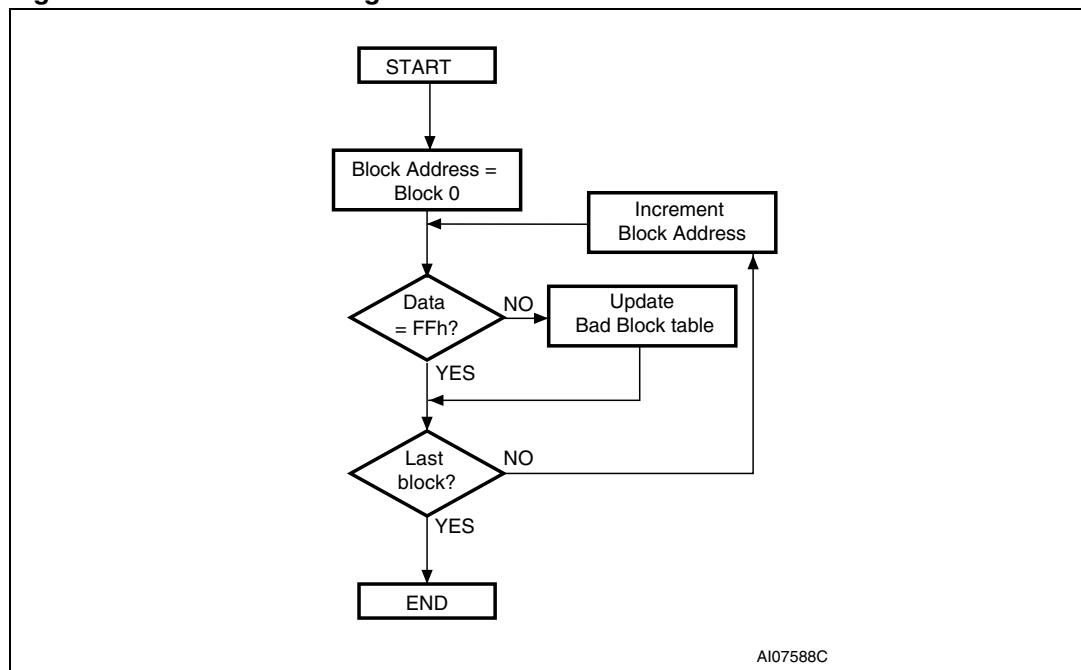 START
Block Address =
Block 0
Increment
Block Address
Data
= FFh?
NO
Update
Bad Block table
YES
Last
block?
NO
YES
END
AI07588C